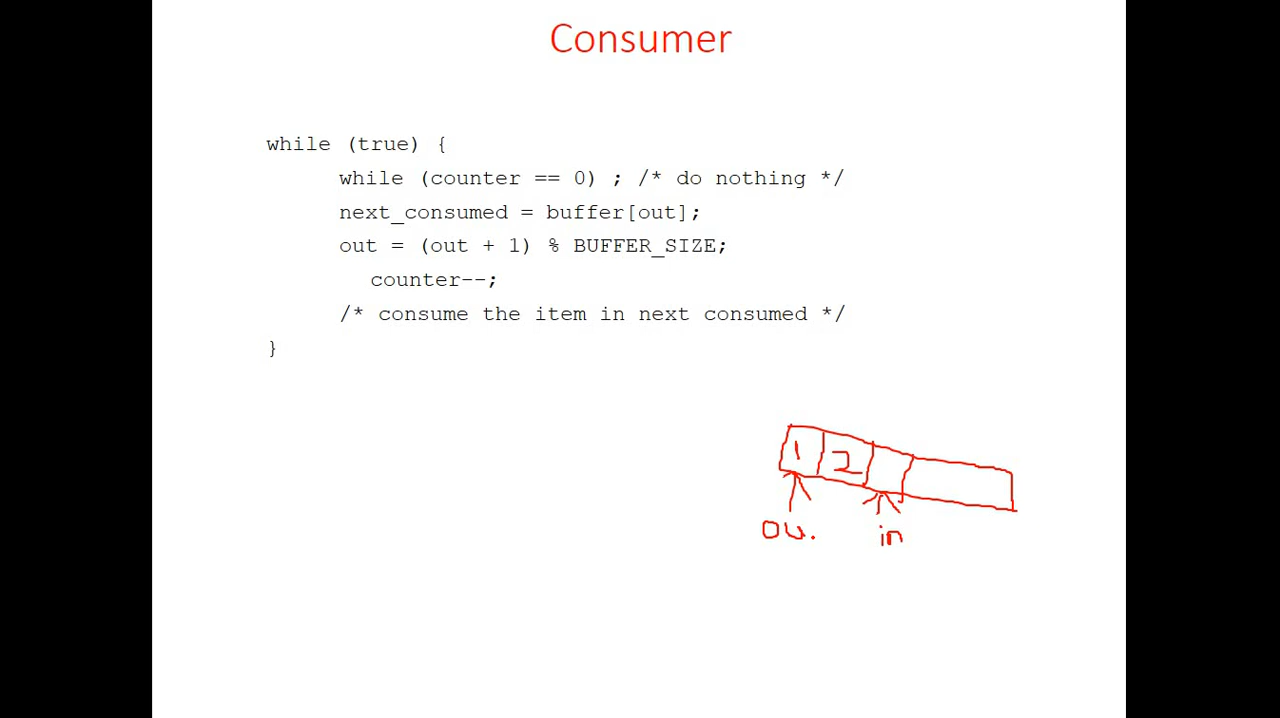 Consumer
while (true) {
while (counter == 0) ; /* do nothing */
next_consumed = buffer[out];
out = (out + 1) % BUFFER_SIZE;
counter--;
/* consume the item in next consumed */
}
1 2
ou. in